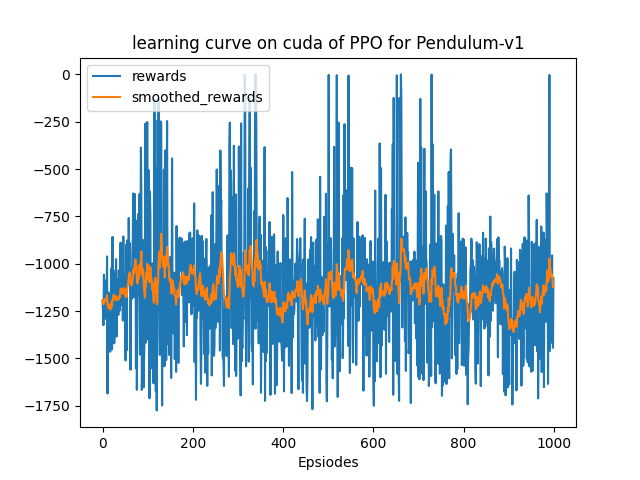 learning curve on cuda of PPO for Pendulum-v1
rewards
smoothed_rewards
0
−250
−500
−750
−1000
−1250
−1500
−1750
0 200 400 600 800 1000
Epsiodes